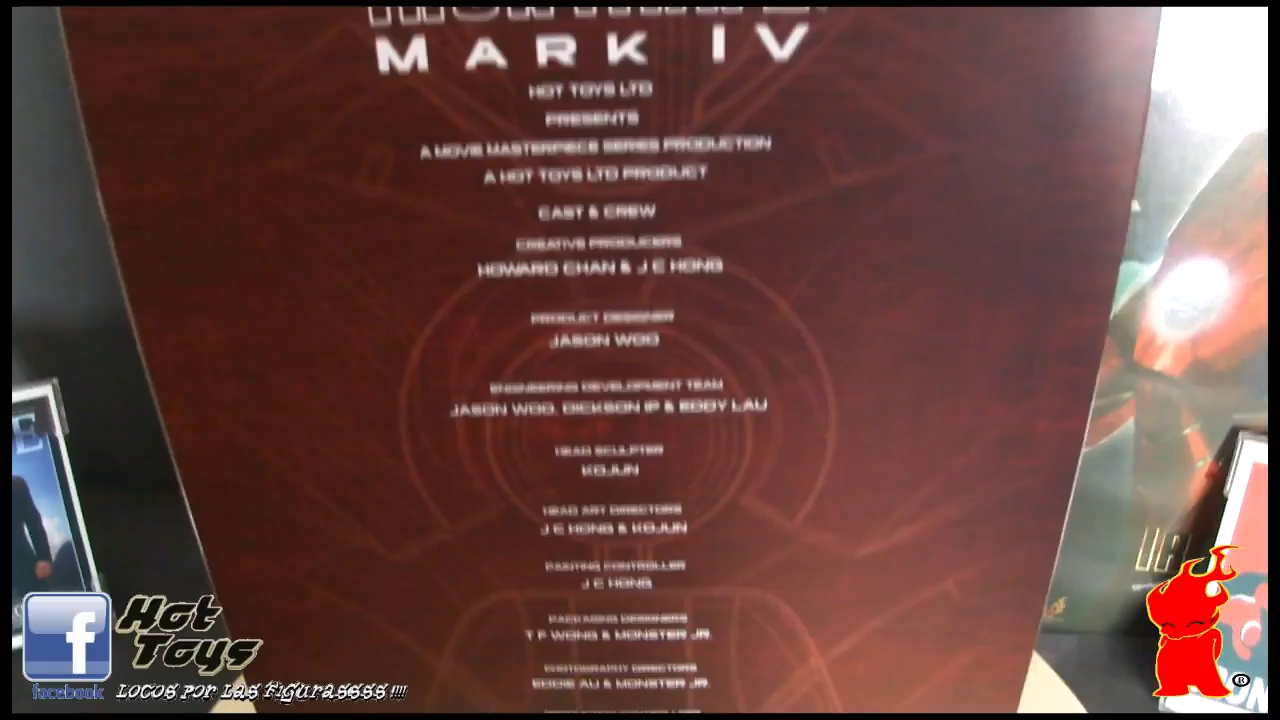 MARK IV
HOT TOYS LTD
PRESENTS
A MOVIE MASTERPIECE SERIES PRODUCTION
A HOT TOYS LTD PRODUCT
CAST & CREW
CREATIVE PRODUCERS
HOWARD CHAN & J C HONG
PRODUCT DESIGNER
JASON WOO
ENGINEERING DEVELOPMENT TEAM
JASON WOO, DICKSON IP & EDDY LAU
HEAD SCULPTER
KOJUN
HEAD ART DIRECTORS
J C HONG & KOJUN
PAINTING CONTROLLER
J C HONG
PACKAGING DESIGNERS
T F WONG & MONSTER JR.
PHOTOGRAPHY DIRECTORS
EDDIE AU & MONSTER JR.
f
facebook
Hot
Toys
LOCOS POR LAS FIGURASSSS !!!!
®